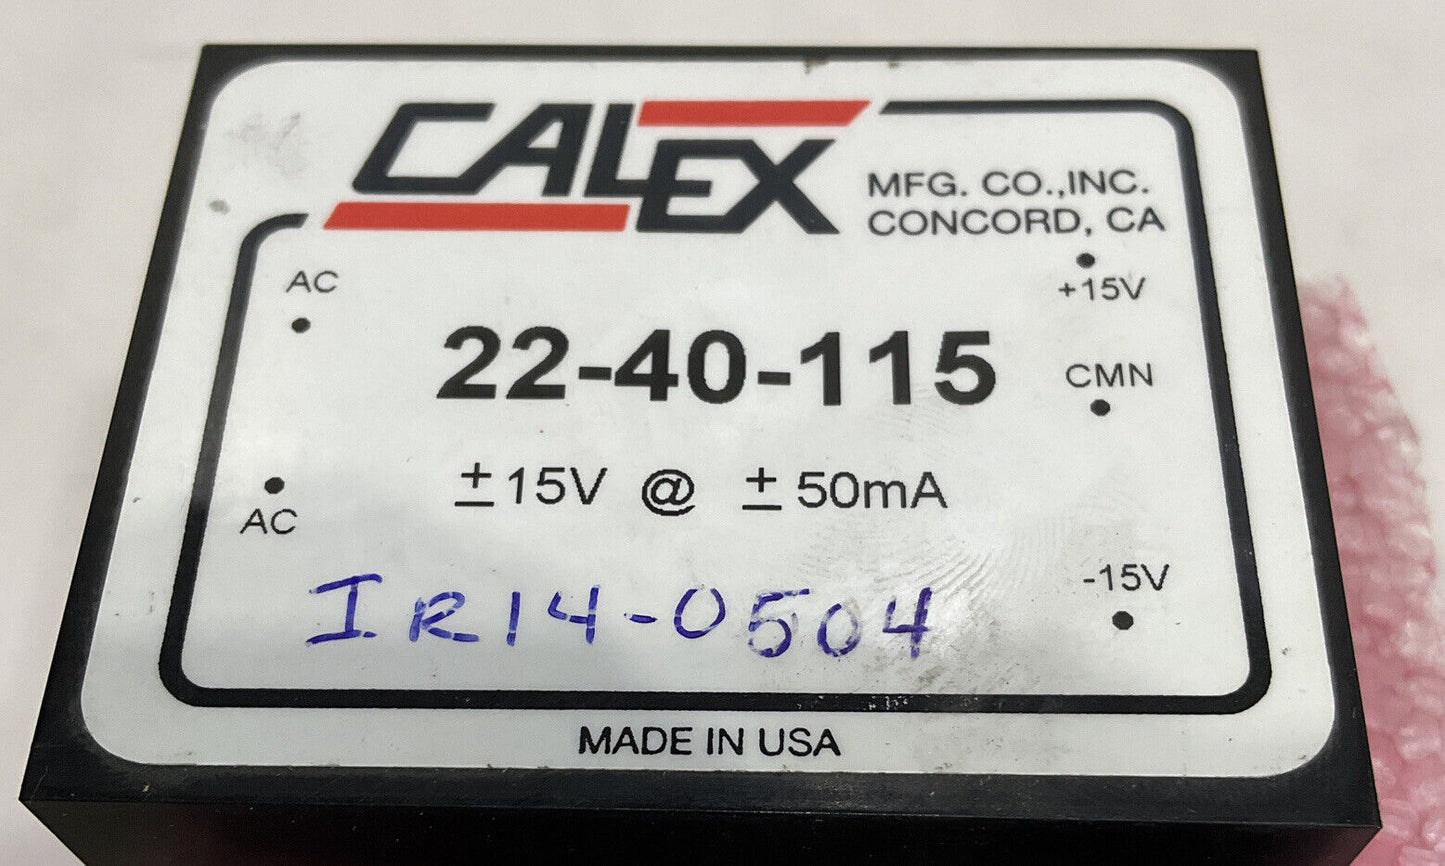 CALEX
MFG. CO.,INC.
CONCORD, CA
AC
+15V
22-40-115
CMN
± 15V @ ± 50mA
AC
-15V
IR14-0504
MADE IN USA